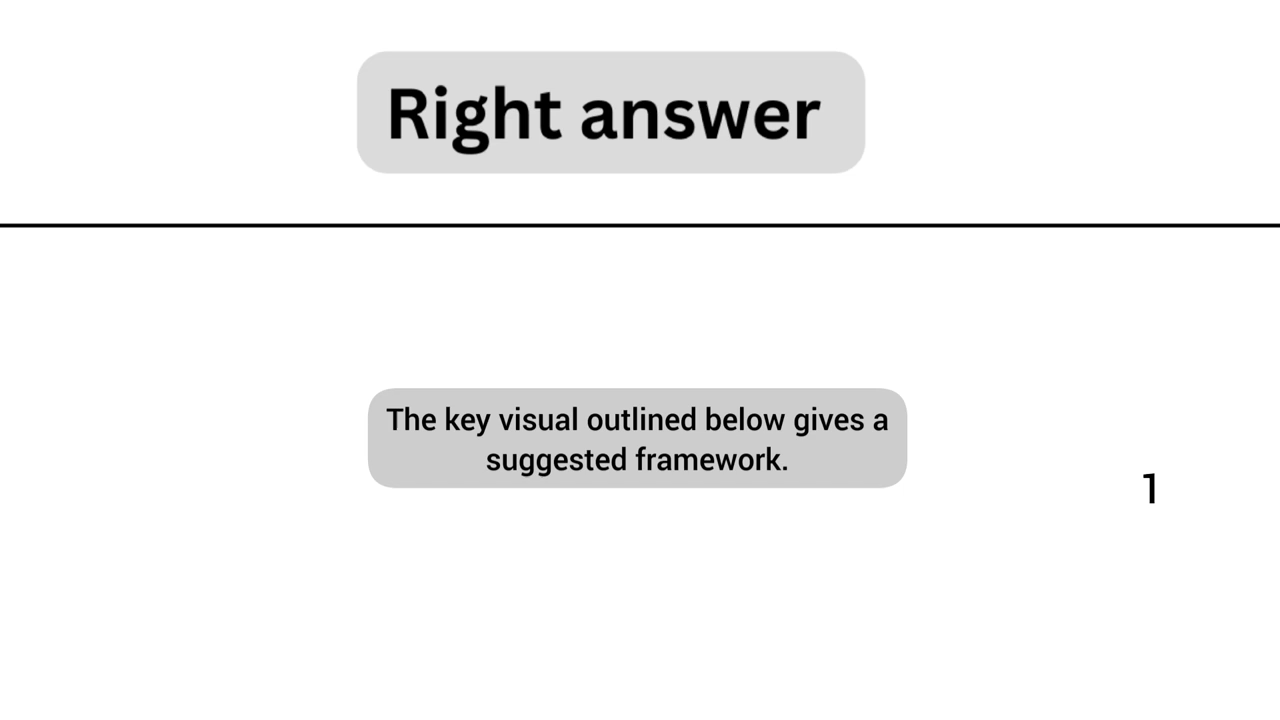 Right answer
The key visual outlined below gives a
suggested framework.
1